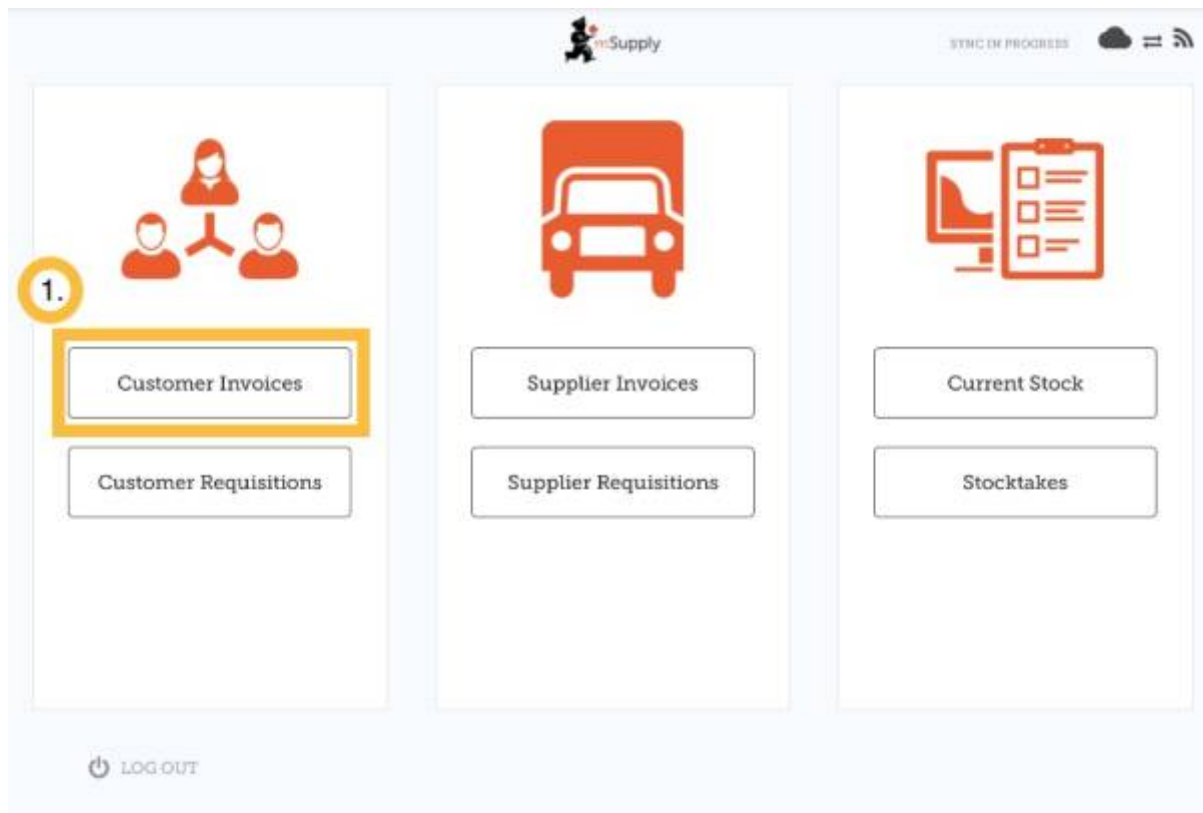 mSupply
SYNC IN PROGRESS
1.
Customer Invoices
Supplier Invoices
Current Stock
Customer Requisitions
Supplier Requisitions
Stocktakes
LOG OUT